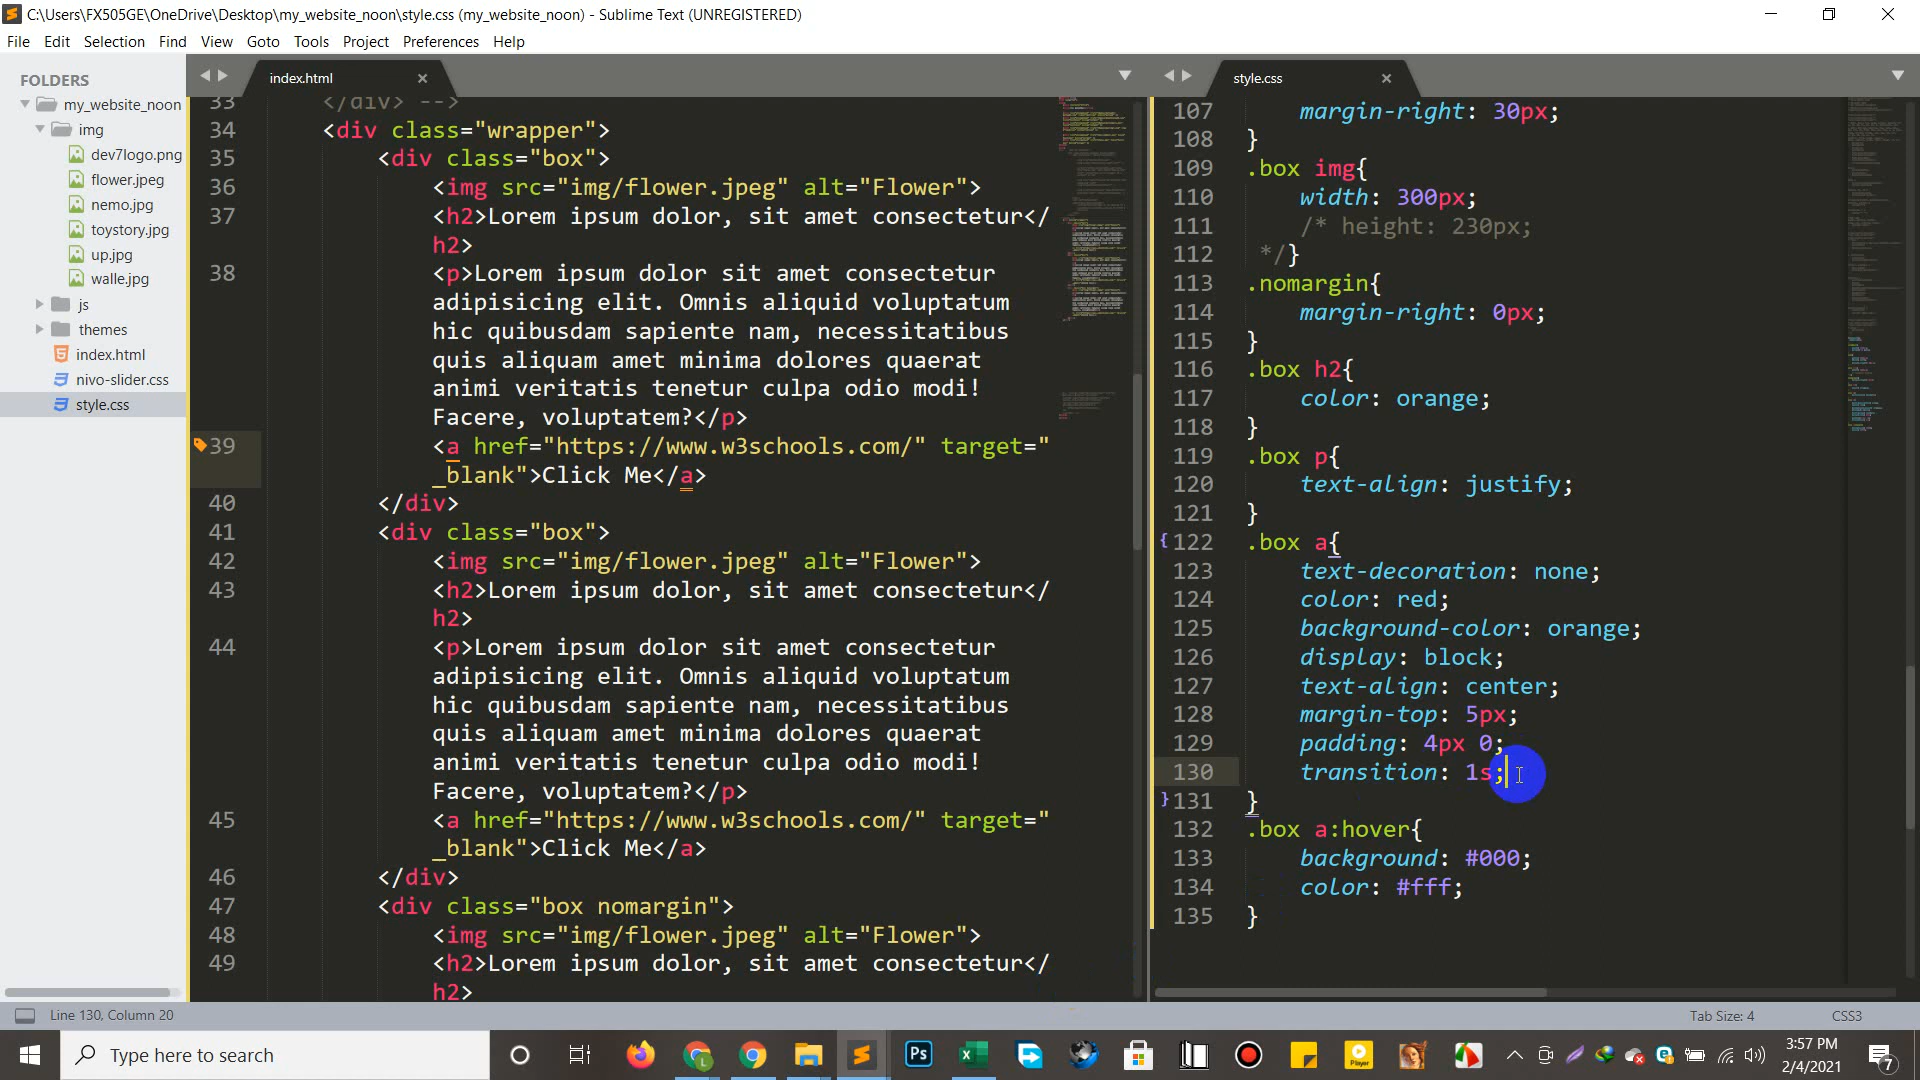 C:\Users\FX505GE\OneDrive\Desktop\my_website_noon\style.css (my_website_noon) - Sublime Text (UNREGISTERED)
File Edit Selection Find View Goto Tools Project Preferences Help
FOLDERS
my_website_noon
img
dev7logo.png
flower.jpeg
nemo.jpg
toystory.jpg
up.jpg
walle.jpg
js
themes
index.html
nivo-slider.css
style.css
index.html
33 </div> -->
34 <div class="wrapper">
35 <div class="box">
36 <img src="img/flower.jpeg" alt="Flower">
37 <h2>Lorem ipsum dolor, sit amet consectetur</
h2>
38 <p>Lorem ipsum dolor sit amet consectetur
adipisicing elit. Omnis aliquid voluptatum
hic quibusdam sapiente nam, necessitatibus
quis aliquam amet minima dolores quaerat
animi veritatis tenetur culpa odio modi!
Facere, voluptatem?</p>
39 <a href="https://www.w3schools.com/" target="
_blank">Click Me</a>
40 </div>
41 <div class="box">
42 <img src="img/flower.jpeg" alt="Flower">
43 <h2>Lorem ipsum dolor, sit amet consectetur</
h2>
44 <p>Lorem ipsum dolor sit amet consectetur
adipisicing elit. Omnis aliquid voluptatum
hic quibusdam sapiente nam, necessitatibus
quis aliquam amet minima dolores quaerat
animi veritatis tenetur culpa odio modi!
Facere, voluptatem?</p>
45 <a href="https://www.w3schools.com/" target="
_blank">Click Me</a>
46 </div>
47 <div class="box nomargin">
48 <img src="img/flower.jpeg" alt="Flower">
49 <h2>Lorem ipsum dolor, sit amet consectetur</
h2>
style.css
107 margin-right: 30px;
108 }
109 .box img{
110 width: 300px;
111 /* height: 230px;
112 */}
113 .nomargin{
114 margin-right: 0px;
115 }
116 .box h2{
117 color: orange;
118 }
119 .box p{
120 text-align: justify;
121 }
122 .box a{
123 text-decoration: none;
124 color: red;
125 background-color: orange;
126 display: block;
127 text-align: center;
128 margin-top: 5px;
129 padding: 4px 0;
130 transition: 1s;
131 }
132 .box a:hover{
133 background: #000;
134 color: #fff;
135 }
Line 130, Column 20
Tab Size: 4
CSS3
Type here to search
Ps
Player
3:57 PM
2/4/2021
7